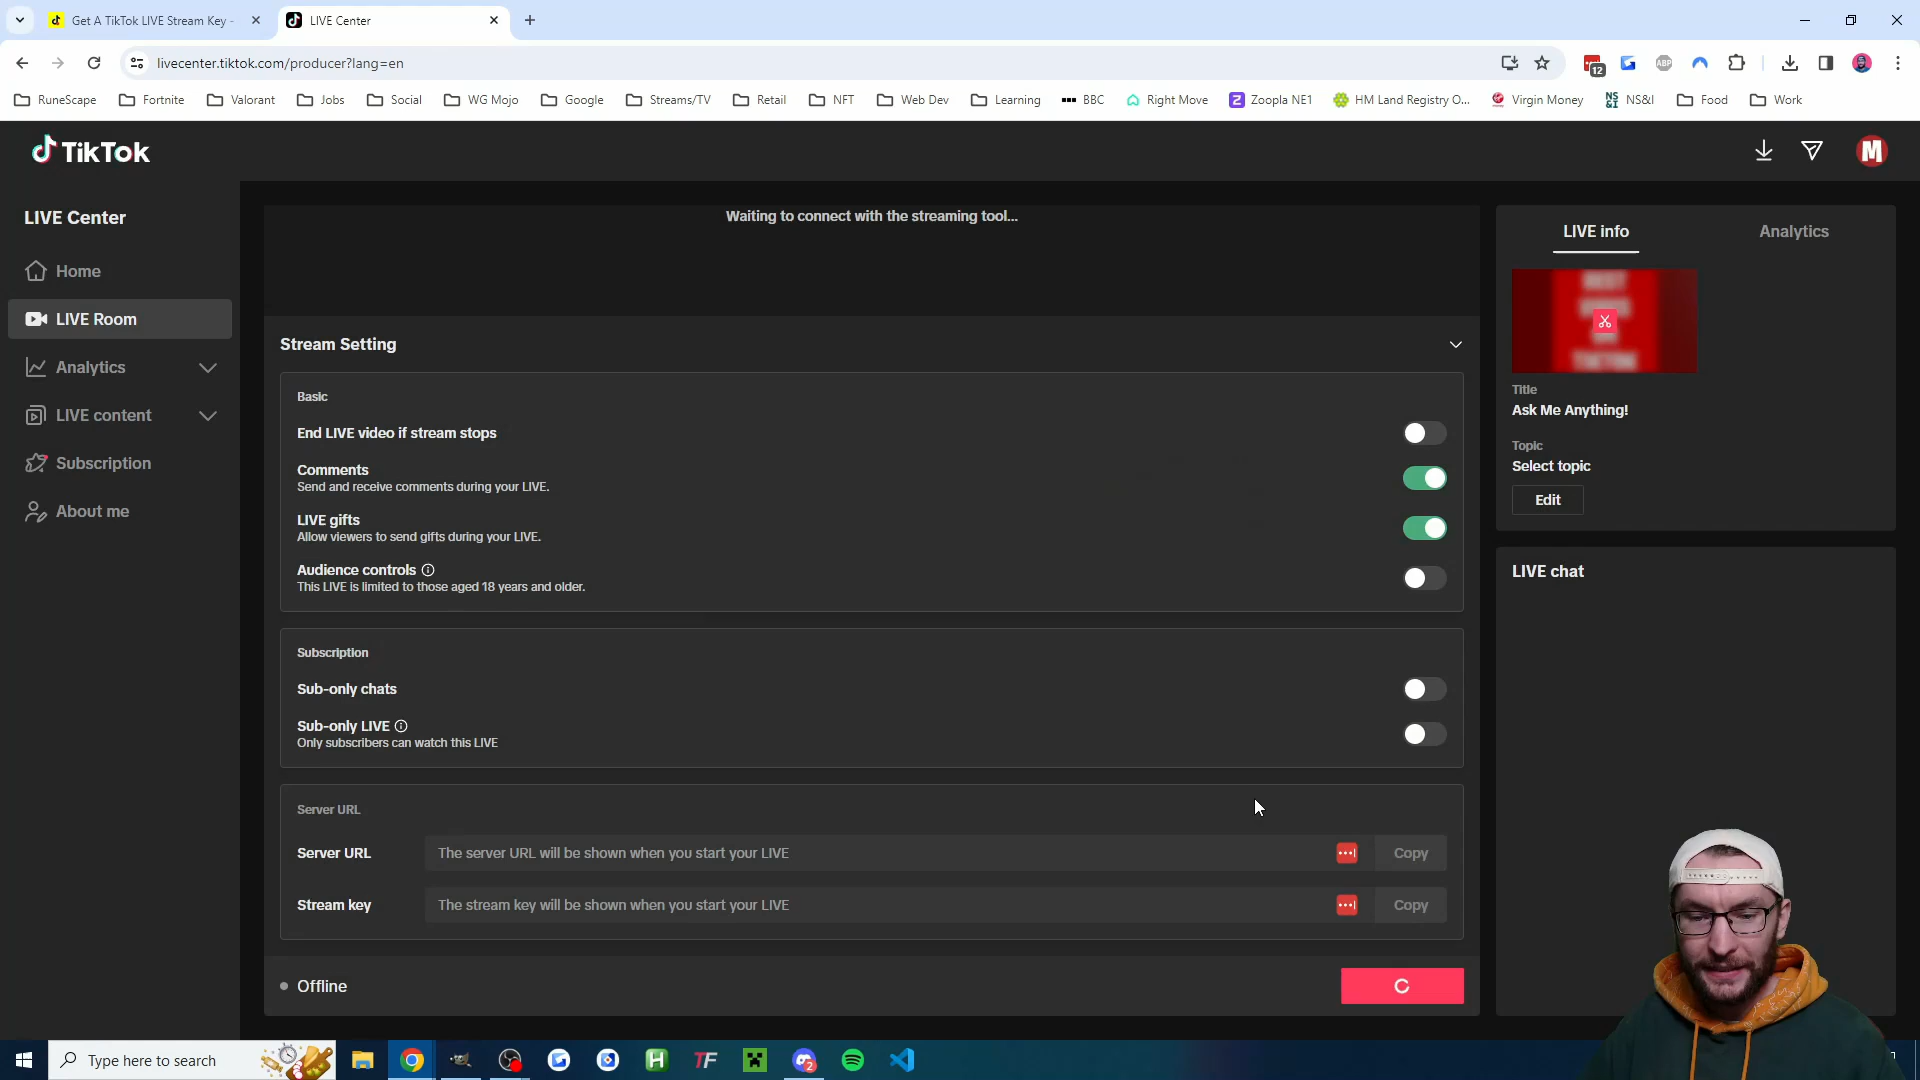 Get A TikTok LIVE Stream Key -
LIVE Center
livecenter.tiktok.com/producer?lang=en
12
ABP
RuneScape
Fortnite
Valorant
Jobs
Social
WG Mojo
Google
Streams/TV
Retail
NFT
Web Dev
Learning
BBC
Right Move
Zoopla NE1
HM Land Registry O...
Virgin Money
NS&I
NS&I
Food
Work
TikTok
M
LIVE Center
Home
LIVE Room
Analytics
LIVE content
Subscription
About me
Waiting to connect with the streaming tool...
Stream Setting
Basic
End LIVE video if stream stops
Comments
Send and receive comments during your LIVE.
LIVE gifts
Allow viewers to send gifts during your LIVE.
Audience controls
This LIVE is limited to those aged 18 years and older.
Subscription
Sub-only chats
Sub-only LIVE
Only subscribers can watch this LIVE
Server URL
Server URL
The server URL will be shown when you start your LIVE
Copy
Stream key
The stream key will be shown when you start your LIVE
Copy
Offline
LIVE info
Analytics
Title
Ask Me Anything!
Topic
Select topic
Edit
LIVE chat
Type here to search
H
TF
2